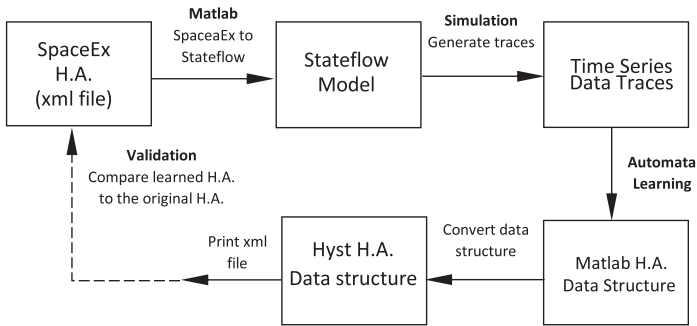 SpaceEx
H.A.
(xml file)
Matlab
SpaceaEx to
Stateflow
Stateflow
Model
Simulation
Generate traces
Time Series
Data Traces
Automata
Learning
Matlab H.A.
Data Structure
Convert data
structure
Hyst H.A.
Data structure
Print xml
file
Validation
Compare learned H.A.
to the original H.A.